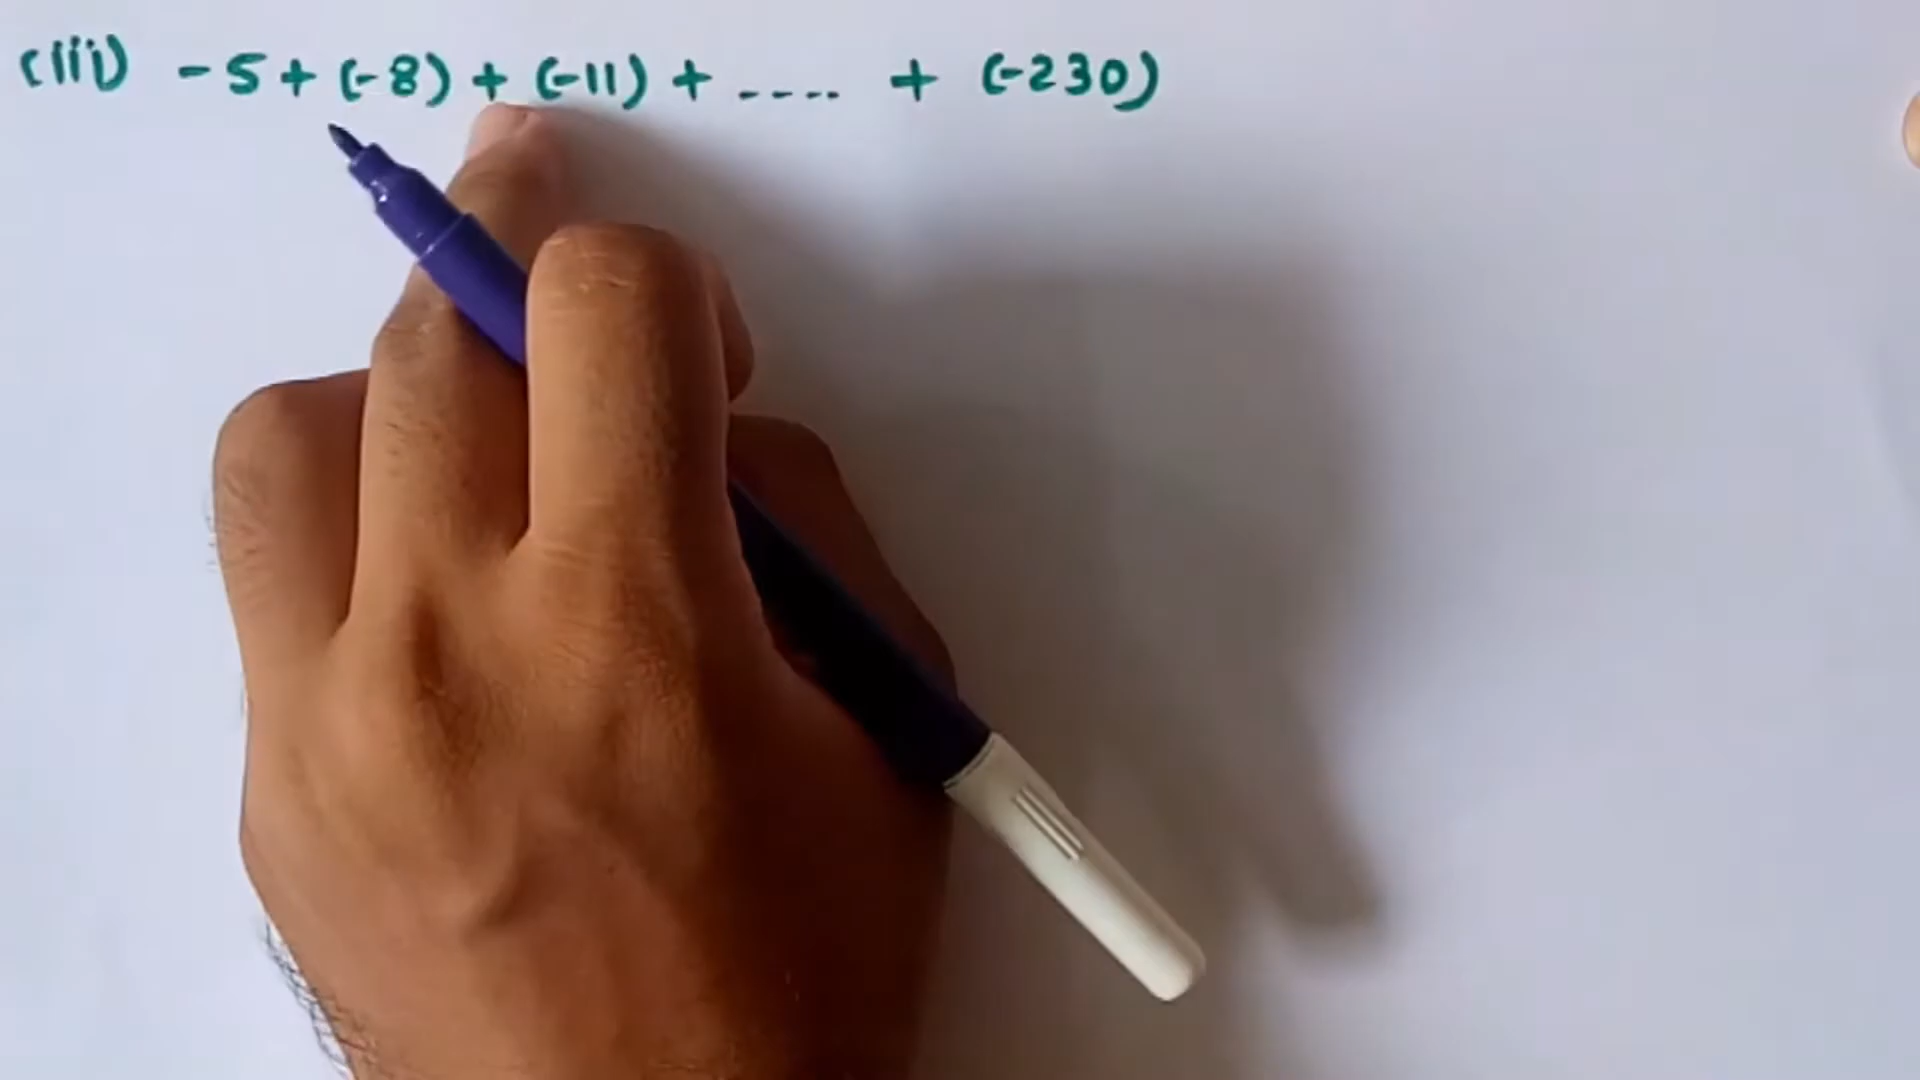 (iii) -5 + (-8) + (-11) + ---- + (-230)